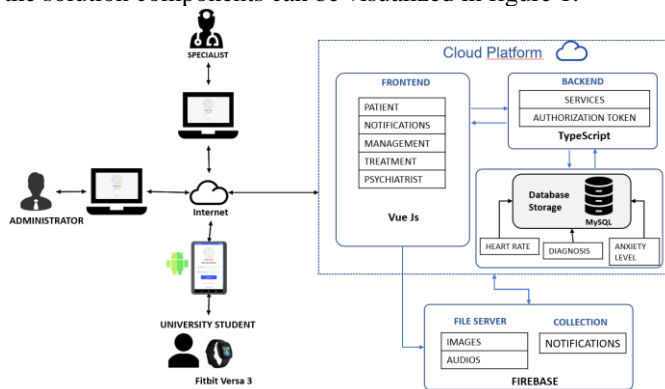 the solution components can be visualized in figure 1.
SPECIALIST
ADMINISTRATOR
Internet
UNIVERSITY STUDENT
Fitbit Versa 3
Cloud Platform
FRONTEND
PATIENT
NOTIFICATIONS
MANAGEMENT
TREATMENT
PSYCHIATRIST
Vue Js
BACKEND
SERVICES
AUTHORIZATION TOKEN
TypeScript
Database
Storage
MySQL
HEART RATE
DIAGNOSIS
ANXIETY
LEVEL
FILE SERVER
IMAGES
AUDIOS
COLLECTION
NOTIFICATIONS
FIREBASE